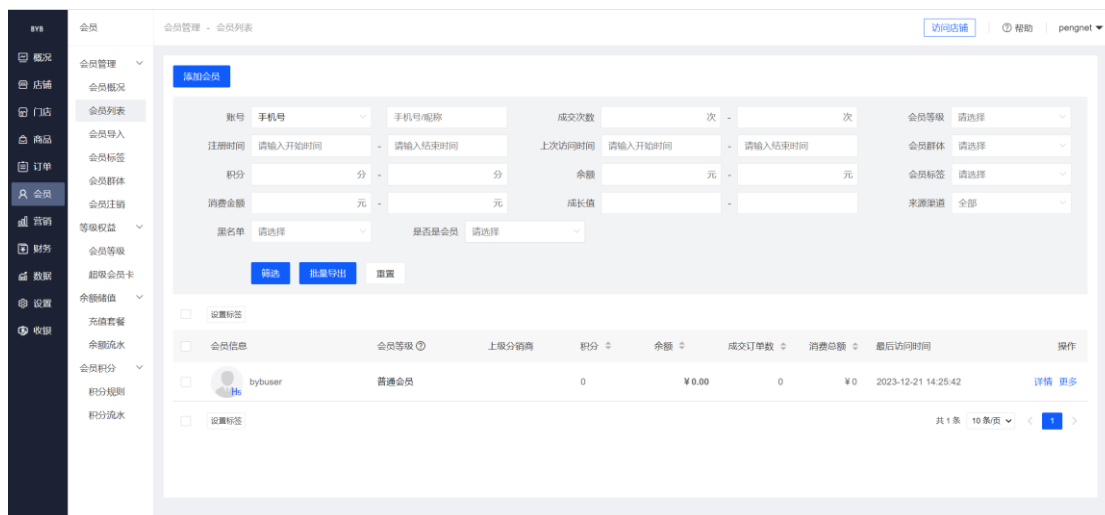 BYB
会员
会员管理 - 会员列表
访问店铺
帮助
pengnet
概况
店铺
门店
商品
订单
会员
营销
财务
数据
设置
收银
会员管理
会员概况
会员列表
会员导入
会员标签
会员群体
会员注销
等级权益
会员等级
超级会员卡
余额储值
充值套餐
余额流水
会员积分
积分规则
积分流水
添加会员
账号 手机号 手机号/昵称 成交次数 次 - 次 会员等级 请选择
注册时间 请输入开始时间 - 请输入结束时间 上次访问时间 请输入开始时间 - 请输入结束时间 会员群体 请选择
积分 分 - 分 余额 元 - 元 会员标签 请选择
消费金额 元 - 元 成长值 - 来源渠道 全部
黑名单 请选择 是否是会员 请选择
筛选 批量导出 重置
设置标签
会员信息 会员等级 上级分销商 积分 余额 成交订单数 消费总额 最后访问时间 操作
H5 bybuser 普通会员 0 ¥0.00 0 ¥0 2023-12-21 14:25:42 详情 更多
设置标签
共1条 10条/页 < 1 >